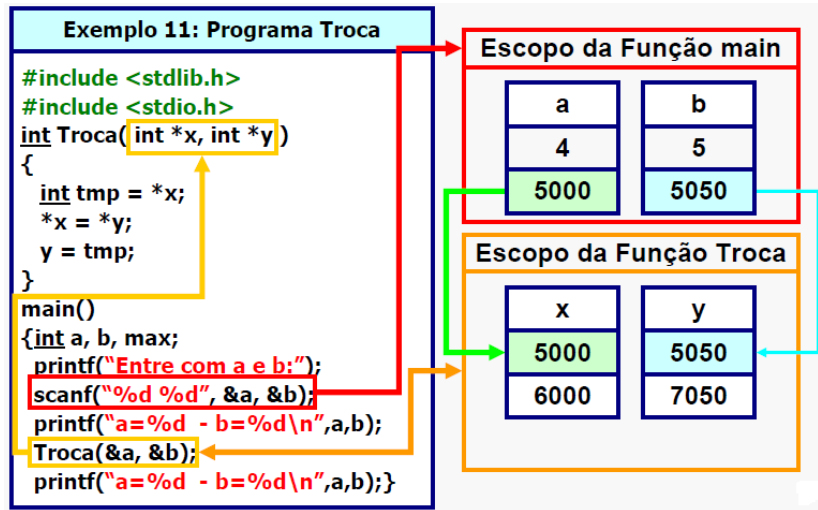 Exemplo 11: Programa Troca
#include <stdlib.h>
#include <stdio.h>
int Troca( int *x, int *y )
{
int tmp = *x;
*x = *y;
y = tmp;
}
main()
{int a, b, max;
printf(“Entre com a e b:”);
scanf(“%d %d”, &a, &b);
printf(“a=%d - b=%d\n”,a,b);
Troca(&a, &b);
printf(“a=%d - b=%d\n”,a,b);}
Escopo da Função main
a b
4 5
5000 5050
Escopo da Função Troca
x y
5000 5050
6000 7050